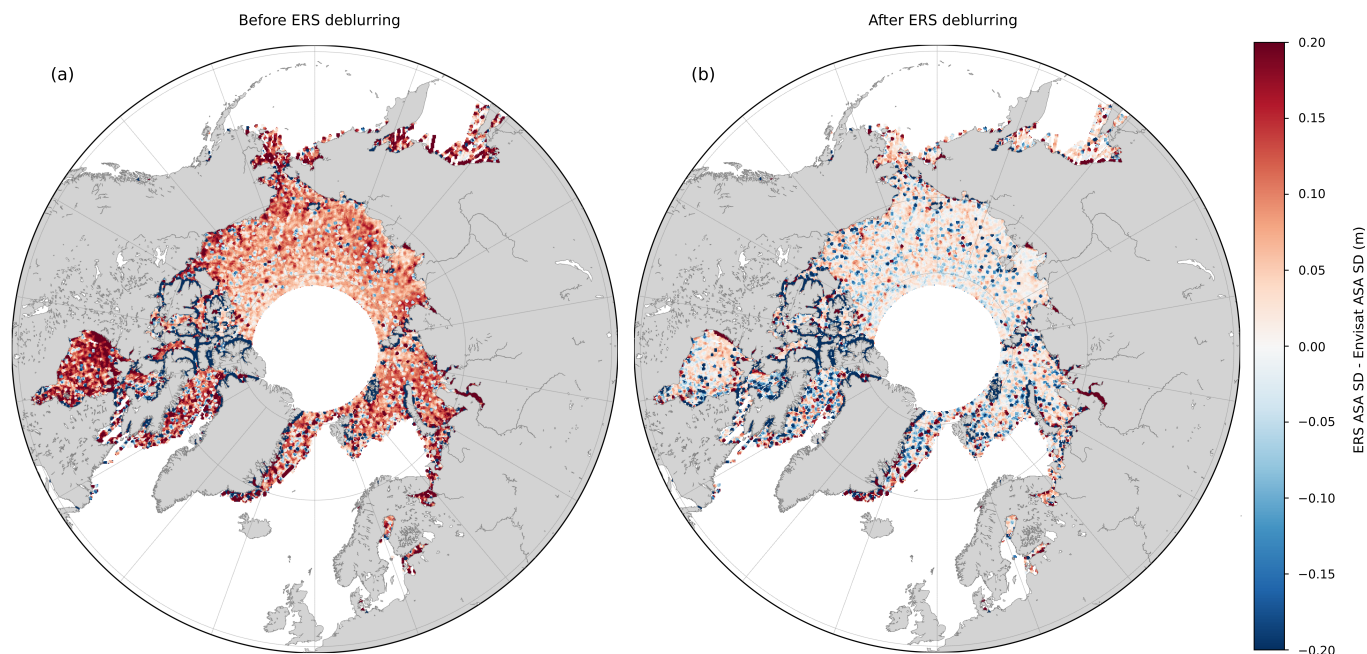 Before ERS deblurring
After ERS deblurring
(a)
(b)
0.20
0.15
0.10
0.05
0.00
−0.05
−0.10
−0.15
−0.20
ERS ASA SD - Envisat ASA SD (m)